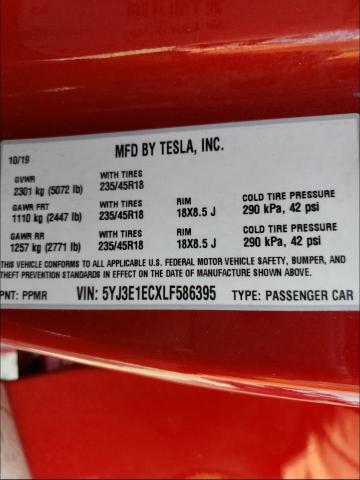 10/19
MFD BY TESLA, INC.
GVWR WITH TIRES
2301 kg (5072 lb) 235/45R18
GAWR FRT WITH TIRES RIM COLD TIRE PRESSURE
1110 kg (2447 lb) 235/45R18 18X8.5 J 290 kPa, 42 psi
GAWR RR WITH TIRES RIM COLD TIRE PRESSURE
1257 kg (2771 lb) 235/45R18 18X8.5 J 290 kPa, 42 psi
THIS VEHICLE CONFORMS TO ALL APPLICABLE U.S. FEDERAL MOTOR VEHICLE SAFETY, BUMPER, AND
THEFT PREVENTION STANDARDS IN EFFECT ON THE DATE OF MANUFACTURE SHOWN ABOVE.
PNT: PPMR VIN: 5YJ3E1ECXLF586395 TYPE: PASSENGER CAR